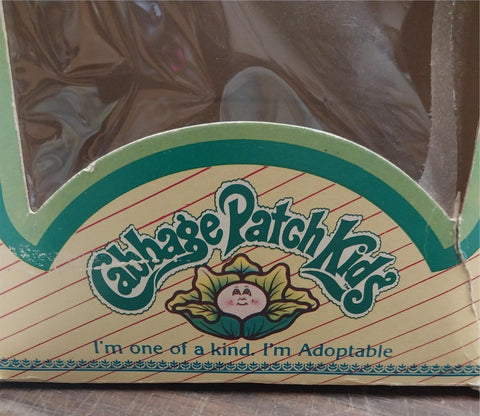 Cabbage Patch Kids
I'm one of a kind. I'm Adoptable